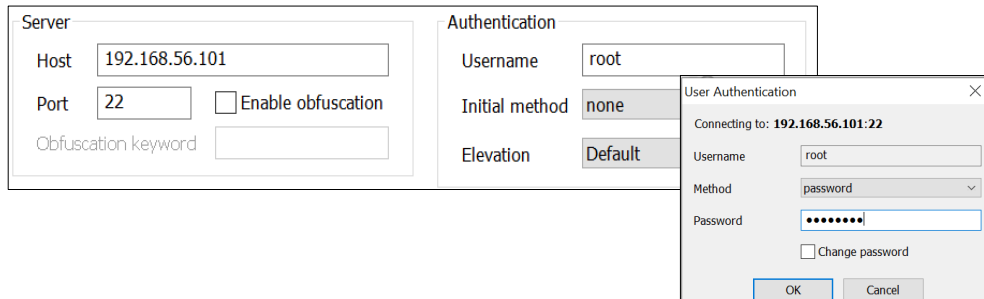 Server
Host 192.168.56.101
Port 22 Enable obfuscation
Obfuscation keyword
Authentication
Username root
Initial method none
Elevation Default
User Authentication
Connecting to: 192.168.56.101:22
Username root
Method password
Password ••••••••
Change password
OK Cancel